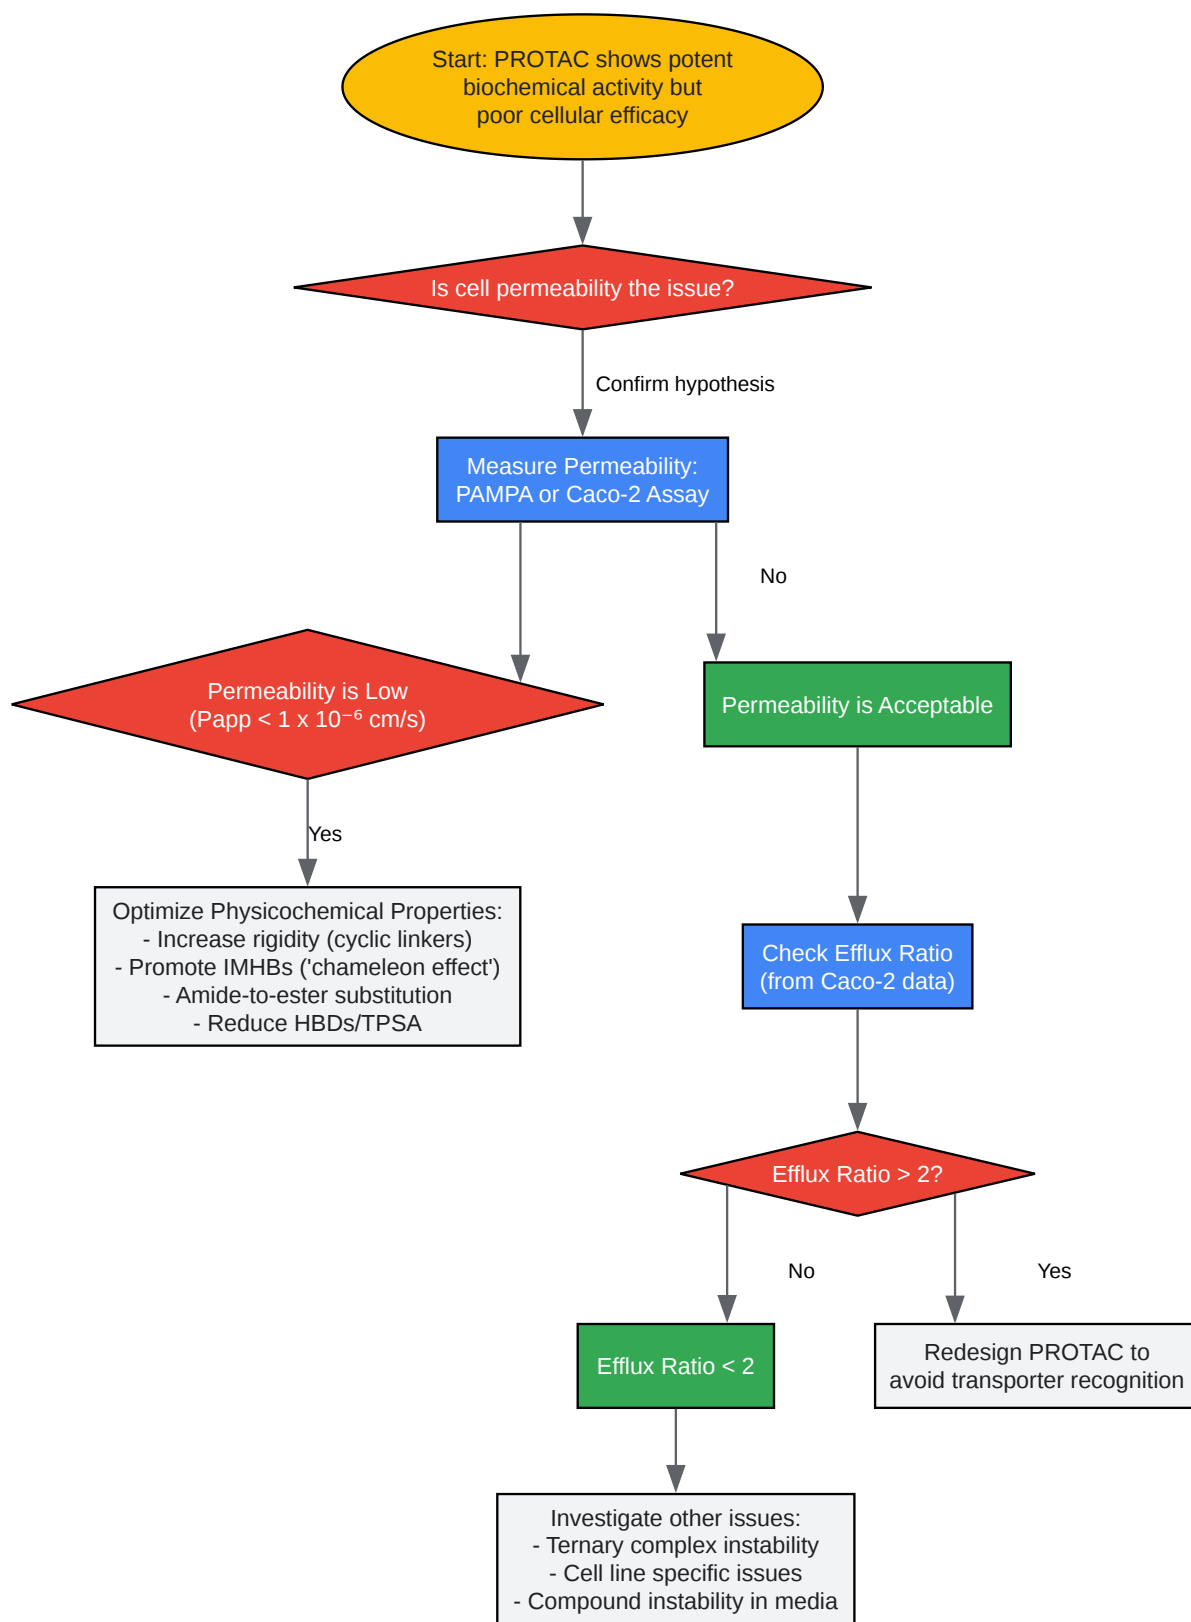 Start: PROTAC shows potent
biochemical activity but
poor cellular efficacy
Is cell permeability the issue?
Confirm hypothesis
Measure Permeability:
PAMPA or Caco-2 Assay
No
Permeability is Low
(Papp < 1 x 10⁻⁶ cm/s)
Permeability is Acceptable
Yes
Optimize Physicochemical Properties:
- Increase rigidity (cyclic linkers)
- Promote IMHBs ('chameleon effect')
- Amide-to-ester substitution
- Reduce HBDs/TPSA
Check Efflux Ratio
(from Caco-2 data)
Efflux Ratio > 2?
No
Yes
Efflux Ratio < 2
Redesign PROTAC to
avoid transporter recognition
Investigate other issues:
- Ternary complex instability
- Cell line specific issues
- Compound instability in media